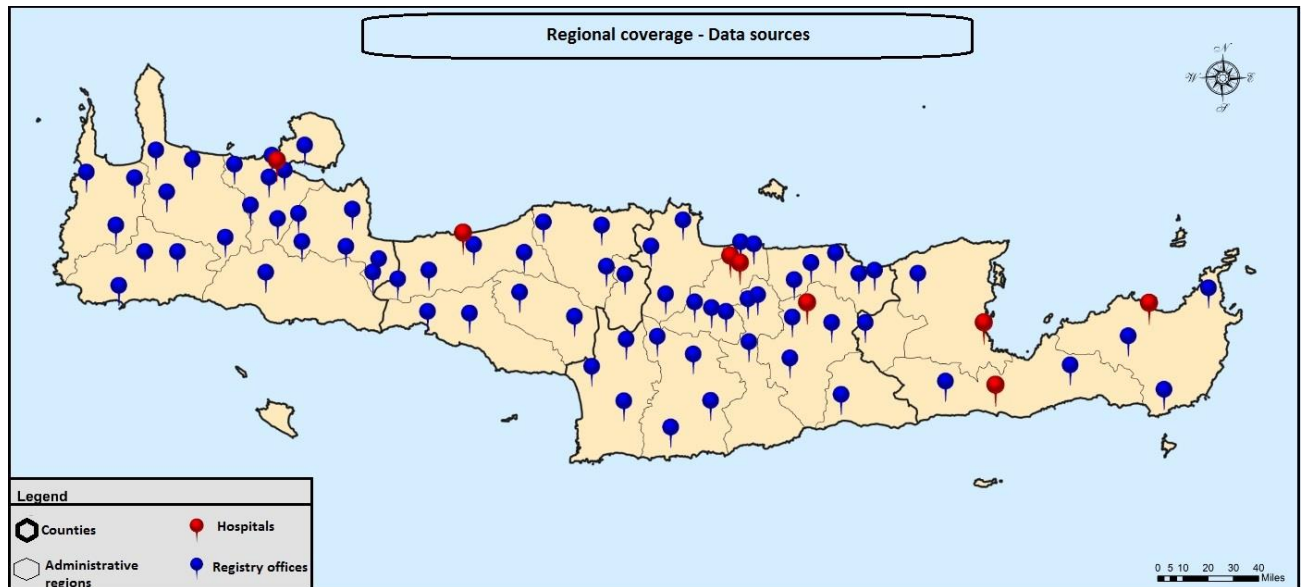 Regional coverage - Data sources
N
W E
S
Legend
Counties
Hospitals
Administrative
regions
Registry offices
0 5 10 20 30 40
Miles